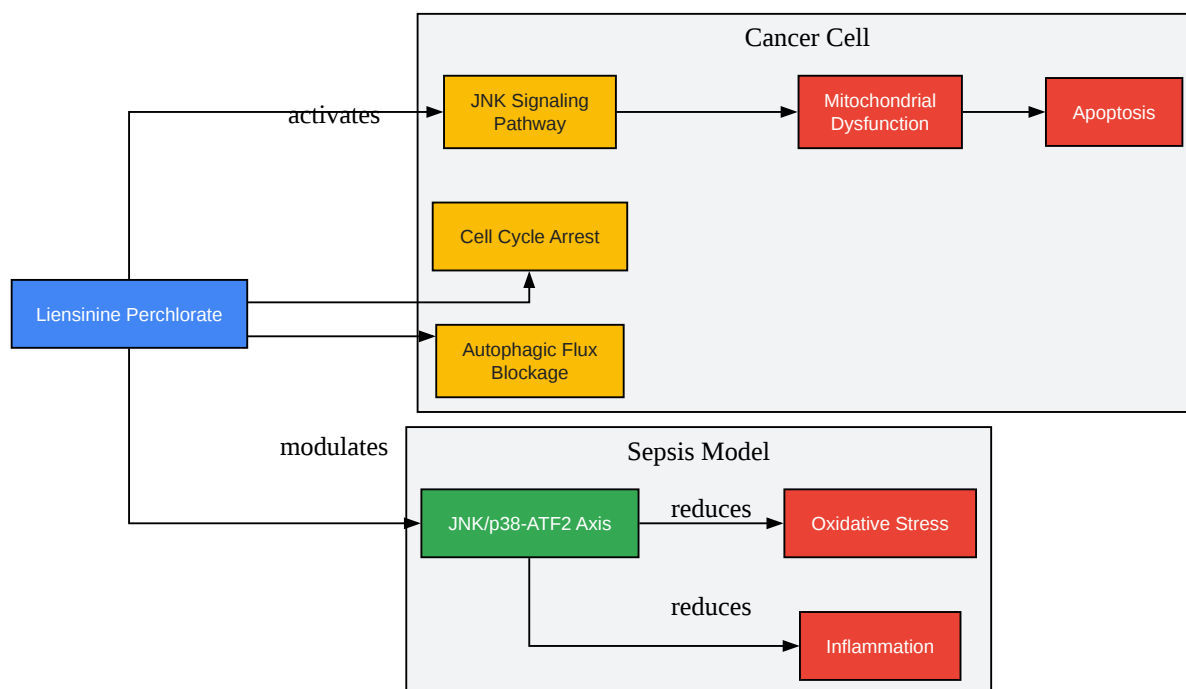 Cancer Cell
activates
JNK Signaling
Pathway
Mitochondrial
Dysfunction
Apoptosis
Cell Cycle Arrest
Liensinine Perchlorate
Autophagic Flux
Blockage
modulates
Sepsis Model
JNK/p38-ATF2 Axis
reduces
Oxidative Stress
reduces
Inflammation